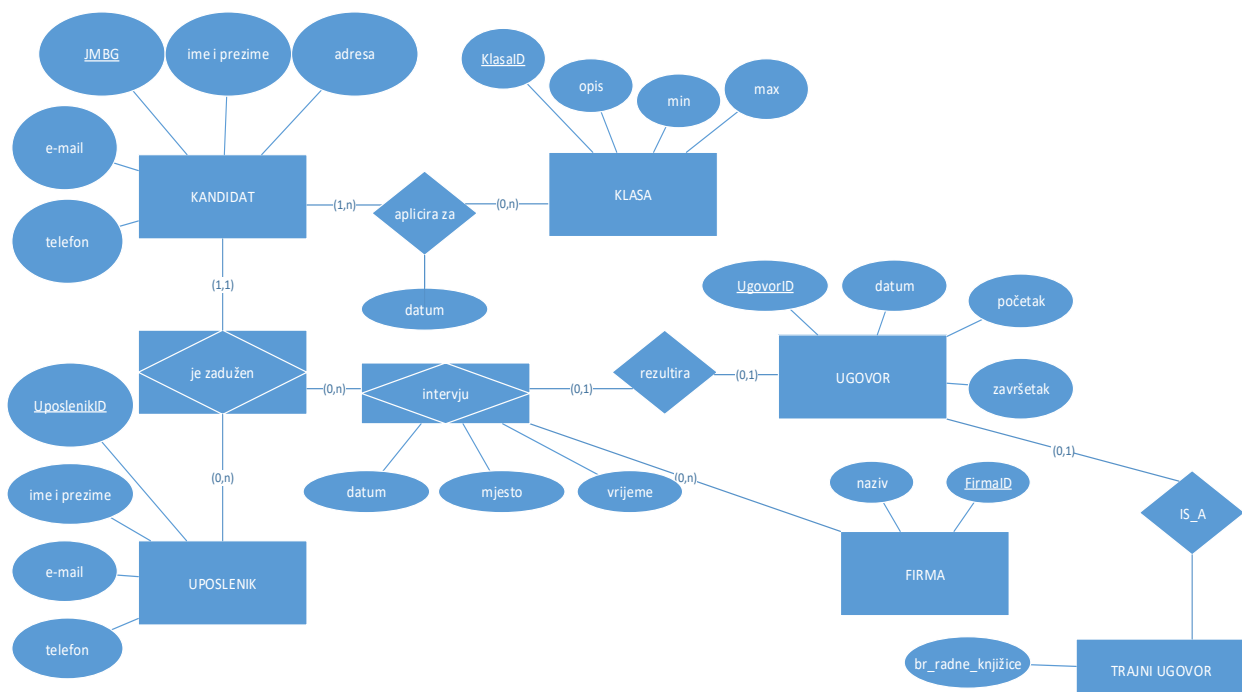 JMBG
ime i prezime
adresa
KlasaID
opis
min
max
e-mail
KANDIDAT
(1,n)
aplicira za
(0,n)
KLASA
telefon
(1,1)
datum
UgovorID
datum
početak
je zadužen
(0,n)
intervju
(0,1)
rezultira
(0,1)
UGOVOR
završetak
UposlenikID
(0,n)
(0,1)
ime i prezime
datum
mjesto
vrijeme
(0,n)
naziv
FirmaID
IS_A
e-mail
UPOSLENIK
FIRMA
telefon
br_radne_knjižice
TRAJNI UGOVOR